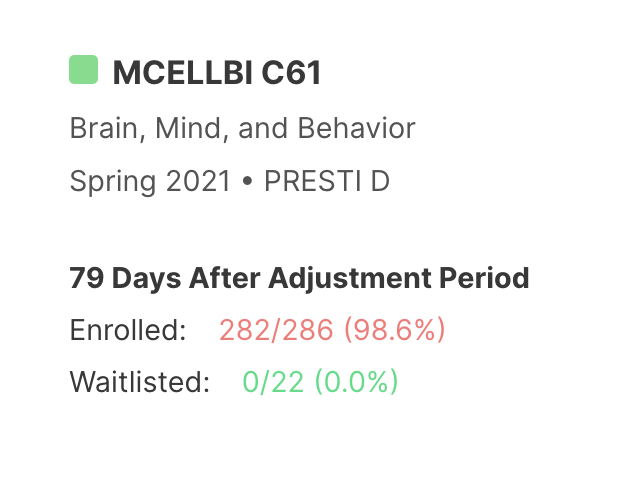 MCELLBI C61
Brain, Mind, and Behavior
Spring 2021 • PRESTI D
79 Days After Adjustment Period
Enrolled: 282/286 (98.6%)
Waitlisted: 0/22 (0.0%)